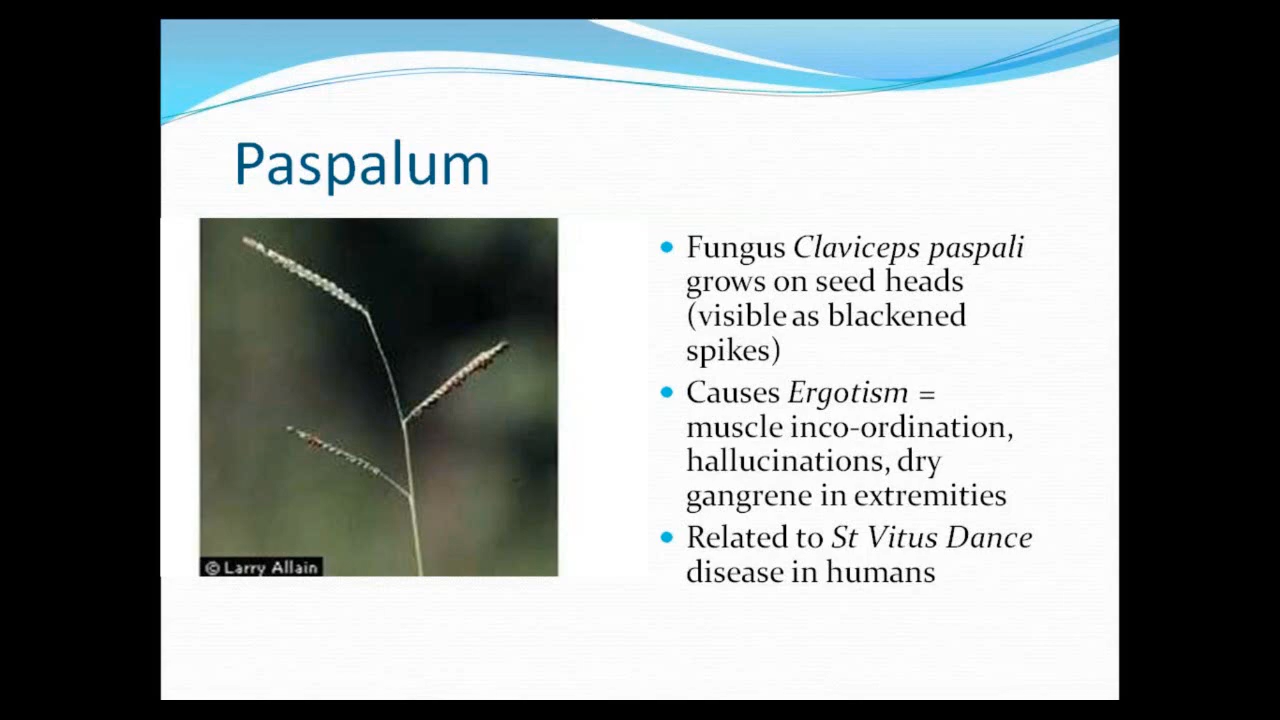 Paspalum
Fungus Claviceps paspali
grows on seed heads
(visible as blackened
spikes)
Causes Ergotism =
muscle inco-ordination,
hallucinations, dry
gangrene in extremities
Related to St Vitus Dance
disease in humans
© Larry Allain